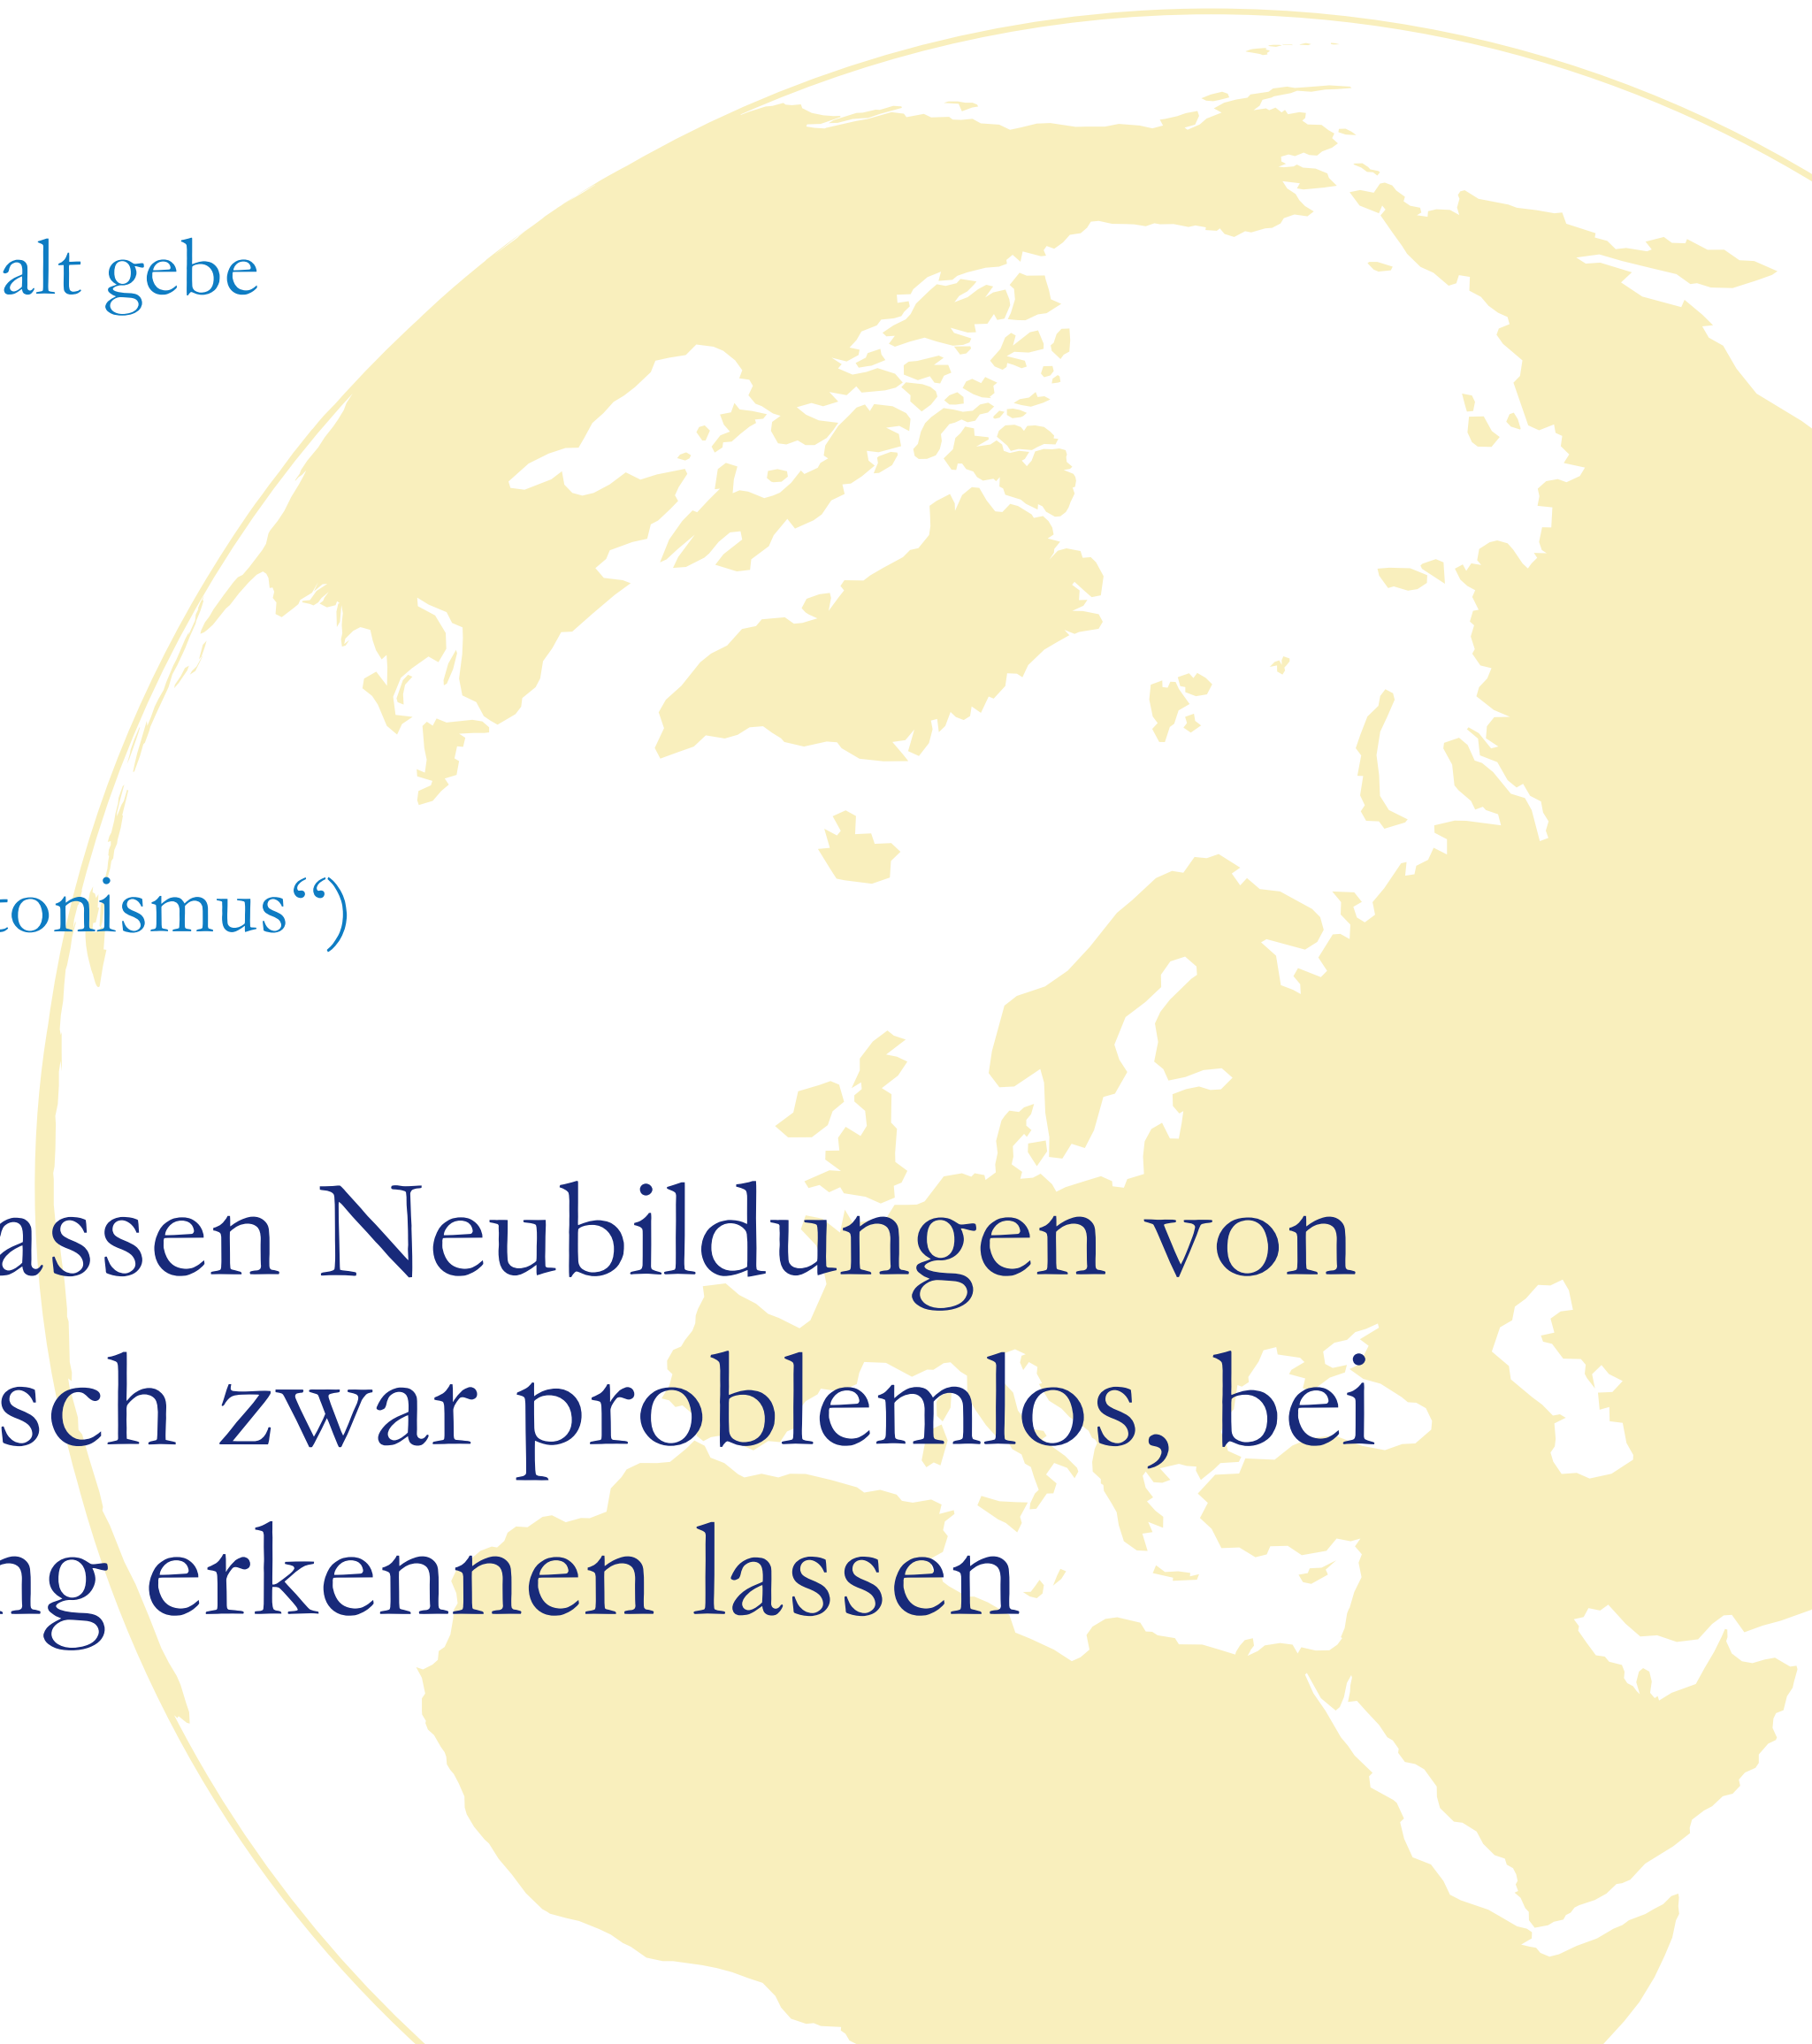 alt gebe
tonismus“)
assen Neubildungen von
sch zwar problemlos, bei
ng erkennen lassen